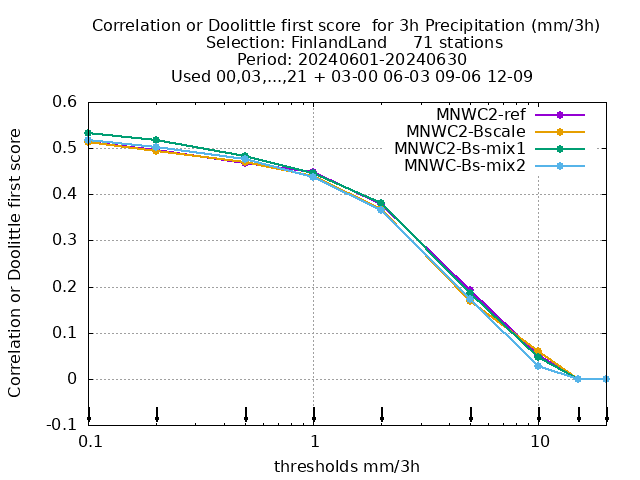 Correlation or Doolittle first score  for 3h Precipitation (mm/3h)
Selection: FinlandLand     71 stations
Period: 20240601-20240630
Used 00,03,...,21 + 03-00 06-03 09-06 12-09
Correlation or Doolittle first score
0.6
0.5
0.4
0.3
0.2
0.1
0
-0.1
MNWC2-ref
MNWC2-Bscale
MNWC2-Bs-mix1
MNWC-Bs-mix2
0.1 1 10
thresholds mm/3h